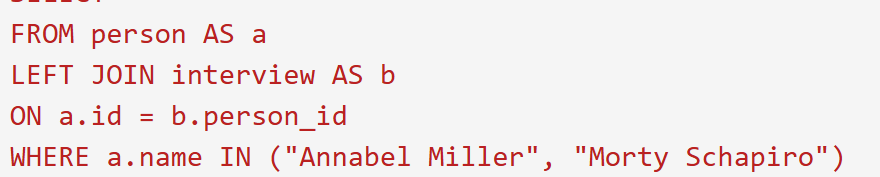 FROM person AS a
LEFT JOIN interview AS b
ON a.id = b.person_id
WHERE a.name IN ("Annabel Miller", "Morty Schapiro")